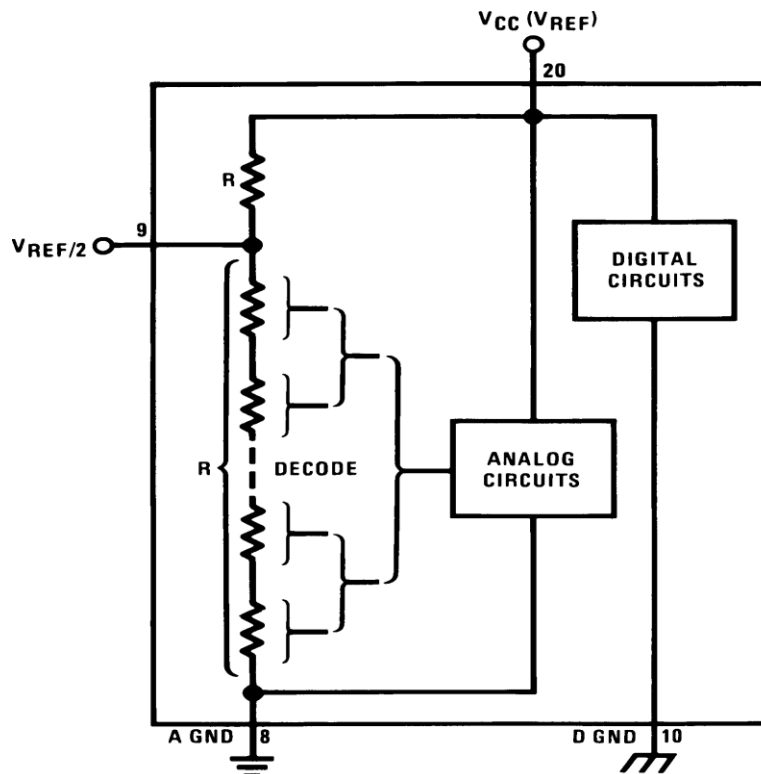 VCC (VREF)
20
R
9
VREF/2
DIGITAL
CIRCUITS
R
DECODE
ANALOG
CIRCUITS
A GND
8
D GND
10